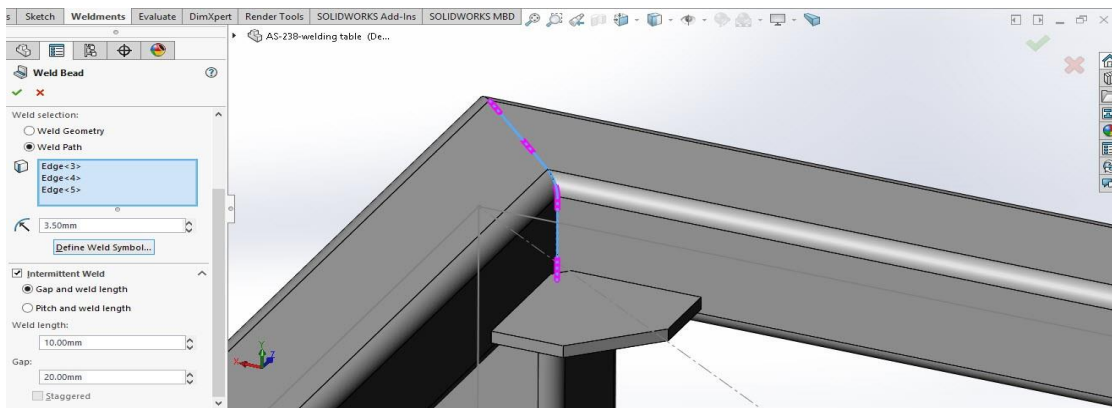 s Sketch Weldments Evaluate DimXpert Render Tools SOLIDWORKS Add-Ins SOLIDWORKS MBD
AS-238-welding table (De...
Weld Bead
Weld selection:
Weld Geometry
Weld Path
Edge<3>
Edge<4>
Edge<5>
3.50mm
Define Weld Symbol...
Intermittent Weld
Gap and weld length
Pitch and weld length
Weld length:
10.00mm
Gap:
20.00mm
Staggered
X Y Z